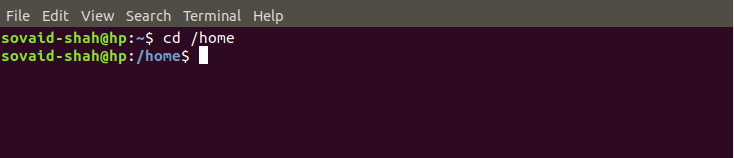 File Edit View Search Terminal Help
sovaid-shah@hp:~$ cd /home
sovaid-shah@hp:/home$